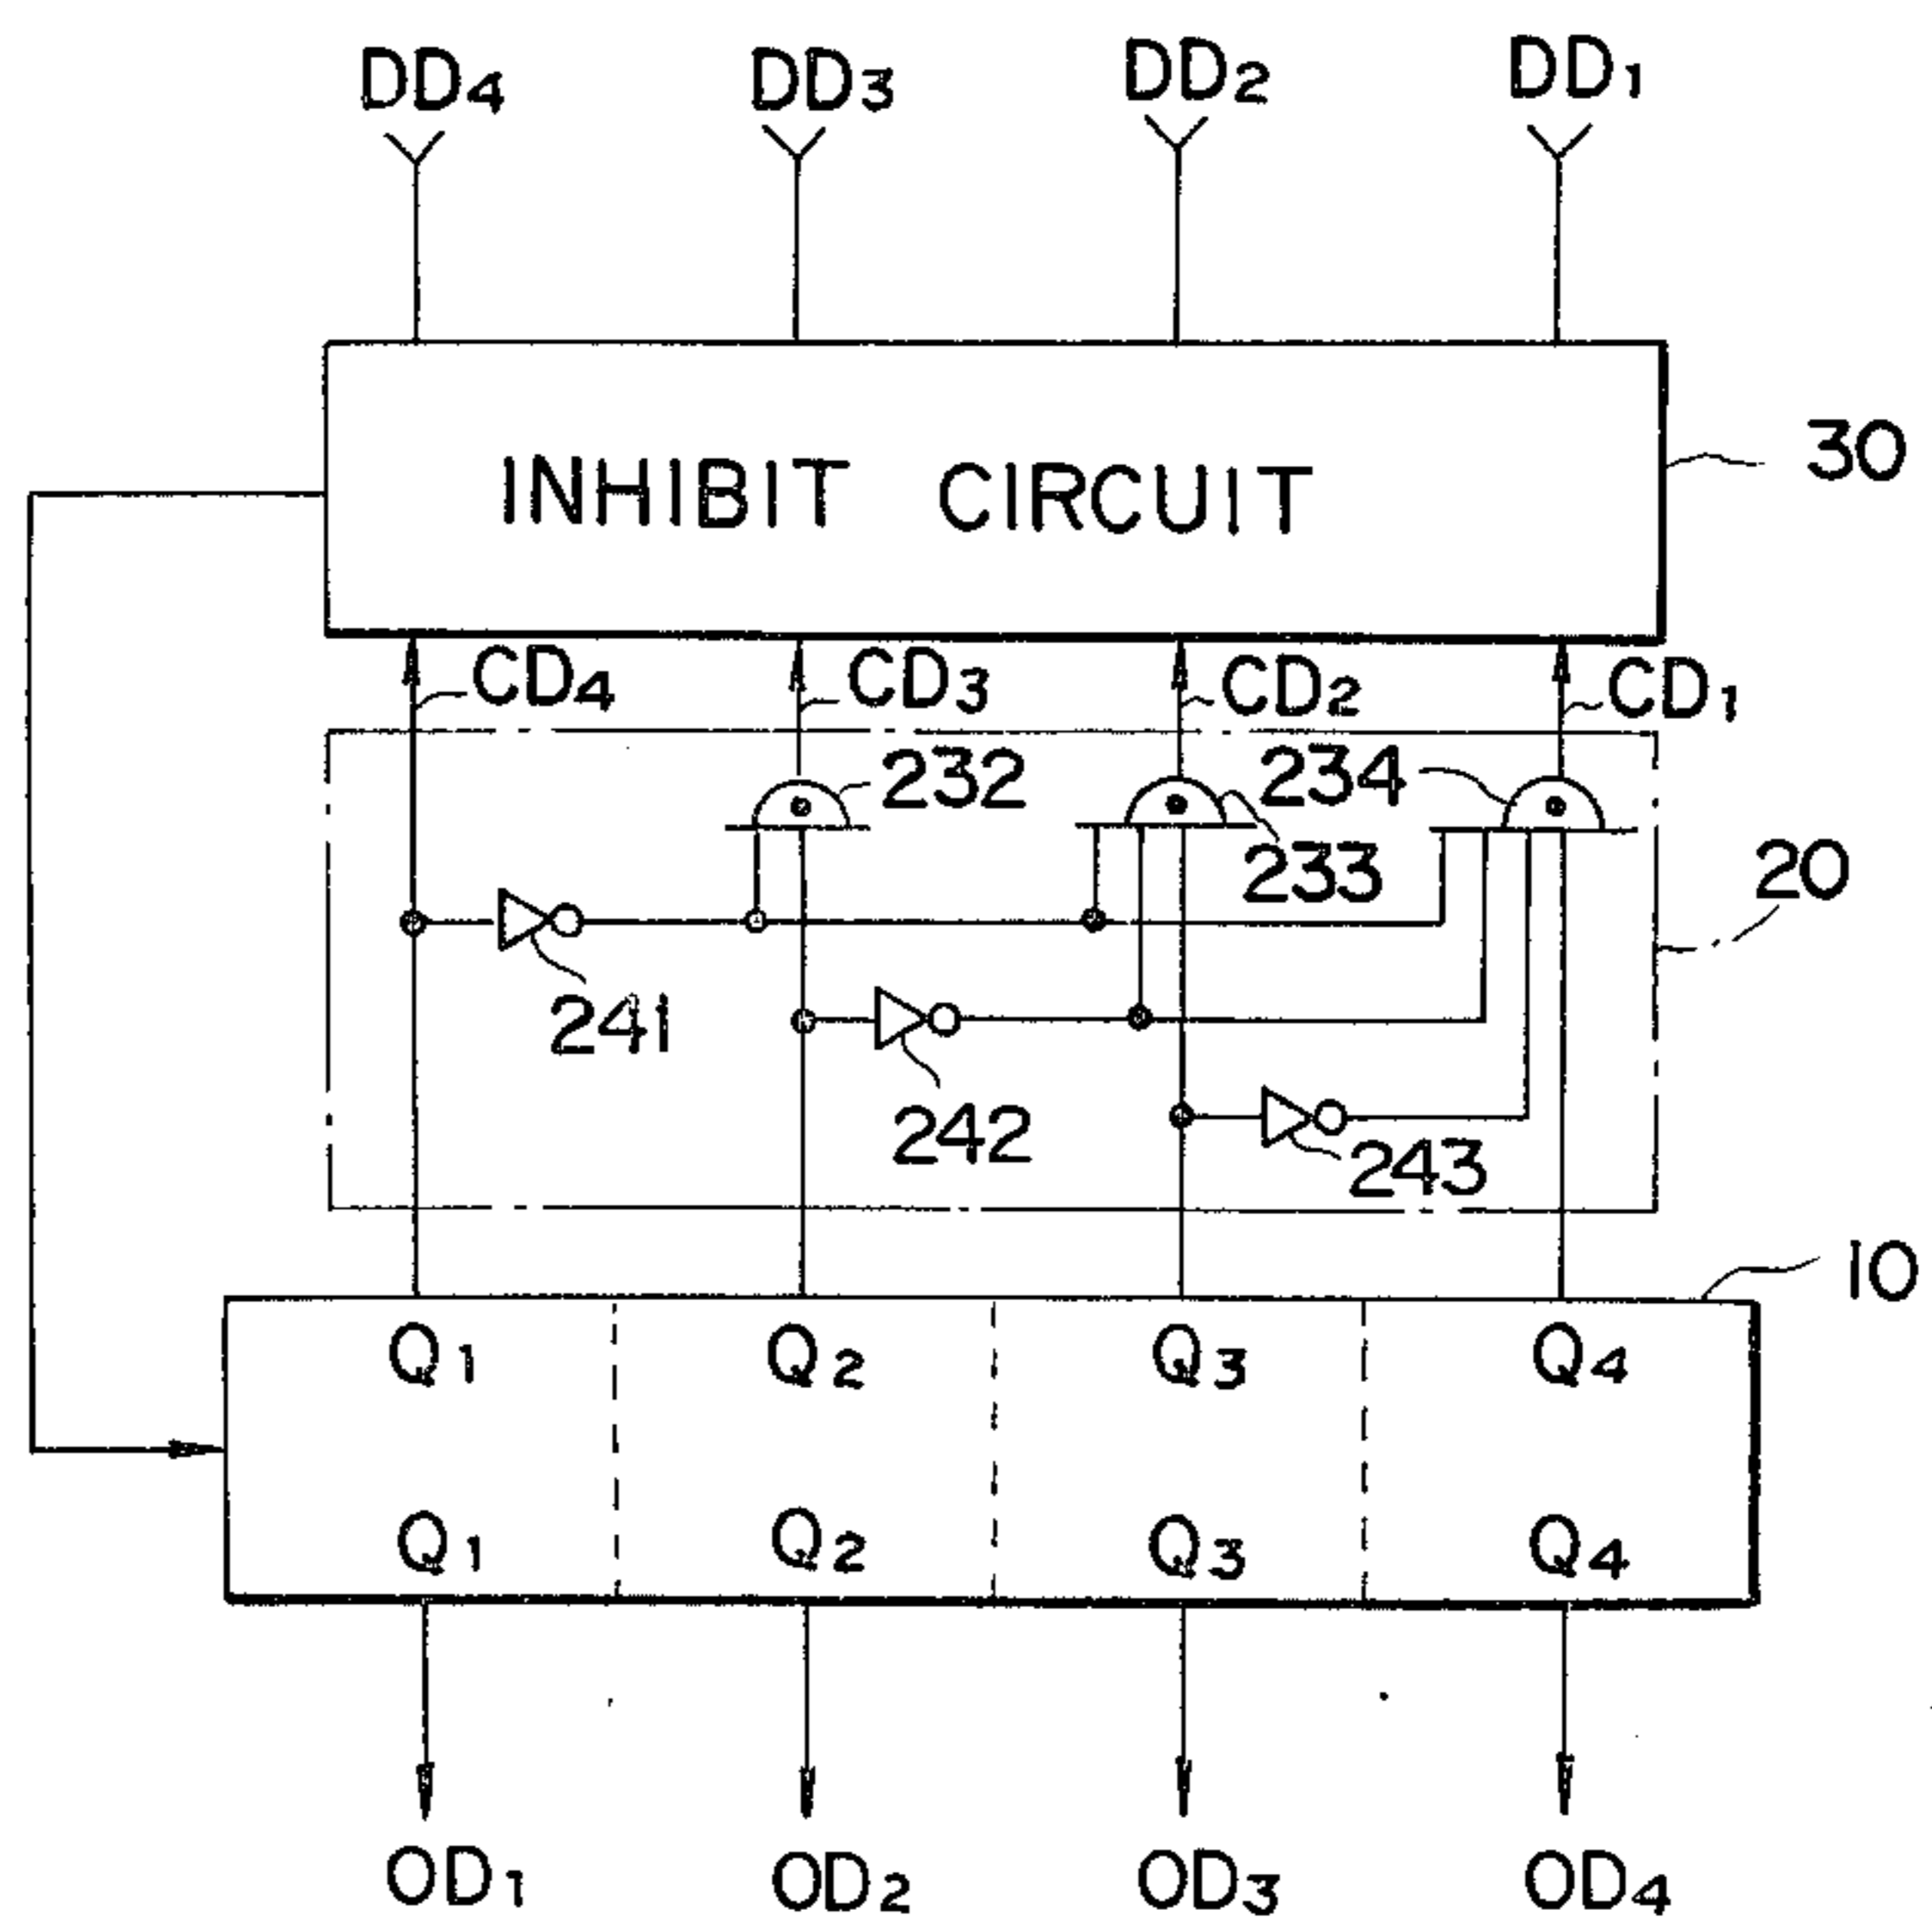 DD4 DD3 DD2 DD1
INHIBIT CIRCUIT
30
CD4 CD3 CD2 CD1
232 234
233
20
241
242
243
10
Q1 Q2 Q3 Q4
Q1 Q2 Q3 Q4
OD1 OD2 OD3 OD4